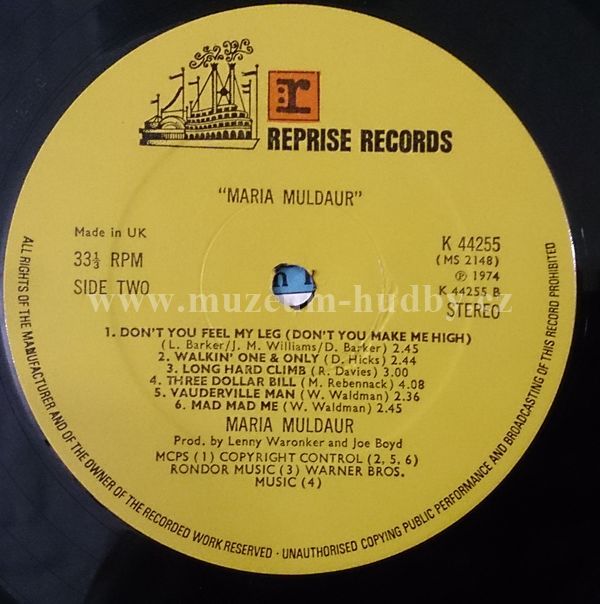 r
REPRISE RECORDS
"MARIA MULDAUR"
Made in UK
33⅓ RPM
SIDE TWO
K 44255
(MS 2148)
Ⓟ 1974
K 44255 B
STEREO
www.muzeum-hudby.cz
1. DON'T YOU FEEL MY LEG (DON'T YOU MAKE ME HIGH)
(L. Barker/J. M. Williams/D. Barker) 2.45
2. WALKIN' ONE & ONLY (D. Hicks) 2.44
3. LONG HARD CLIMB (R. Davies) 3.00
4. THREE DOLLAR BILL (M. Rebennack) 4.08
5. VAUDERVILLE MAN (W. Waldman) 2.36
6. MAD MAD ME (W. Waldman) 2.45
MARIA MULDAUR
Prod. by Lenny Waronker and Joe Boyd
MCPS (1) COPYRIGHT CONTROL (2, 5, 6)
RONDOR MUSIC (3) WARNER BROS.
MUSIC (4)
ALL RIGHTS OF THE MANUFACTURER AND OF THE OWNER OF THE RECORDED WORK RESERVED · UNAUTHORISED COPYING PUBLIC PERFORMANCE AND BROADCASTING OF THIS RECORD PROHIBITED